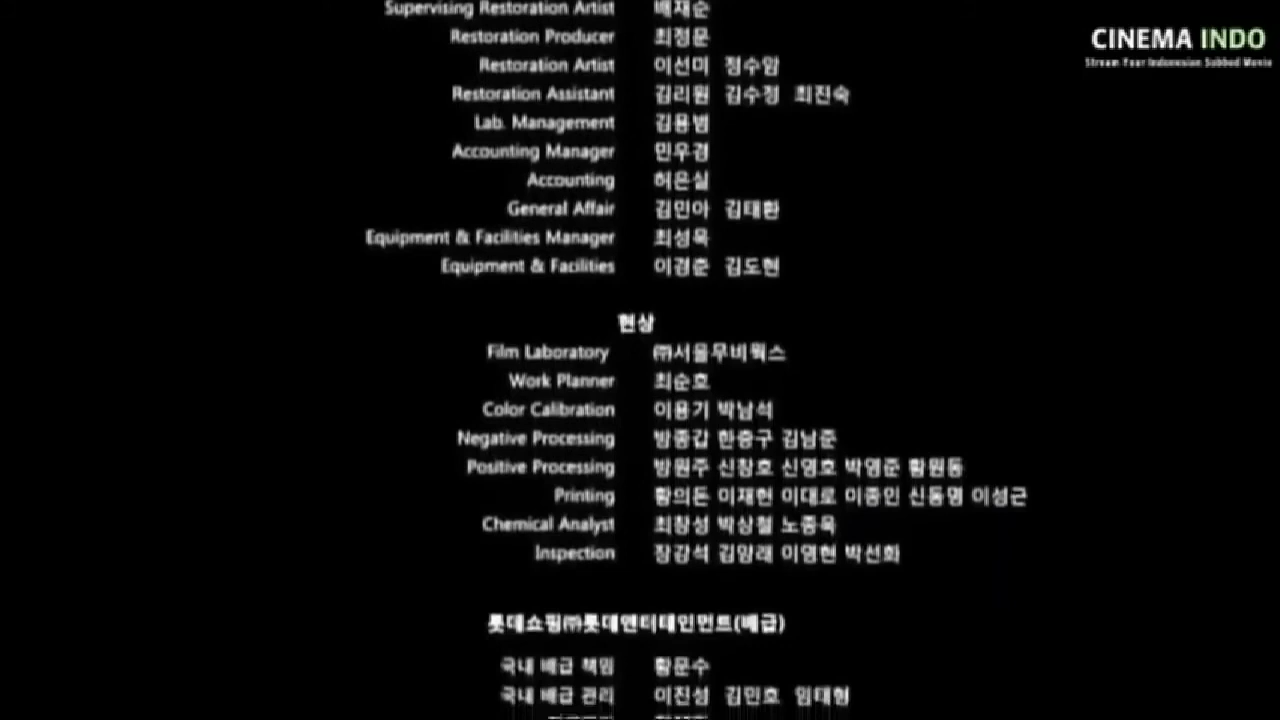 Supervising Restoration Artist 배재순
CINEMA INDO
Restoration Producer 최정문
Stream Your Indonesian Subbed Movie
Restoration Artist 이선미 정수암
Restoration Assistant 김리원 김수정 최진숙
Lab. Management 김용범
Accounting Manager 민우경
Accounting 허은실
General Affair 김민아 김태환
Equipment & Facilities Manager 최성욱
Equipment & Facilities 이경준 김도현
현상
Film Laboratory ㈜서울무비웍스
Work Planner 최순호
Color Calibration 이용기 박남석
Negative Processing 방종갑 한중구 김남준
Positive Processing 방원주 신창호 신영호 박영준 함원동
Printing 함의돈 이재현 이대로 이종인 신동명 이성근
Chemical Analyst 최창성 박상철 노종욱
Inspection 장강석 김양래 이영현 박선화
롯데쇼핑㈜롯데엔터테인먼트(배급)
국내 배급 책임 황문수
국내 배급 관리 이진성 김민호 임태형